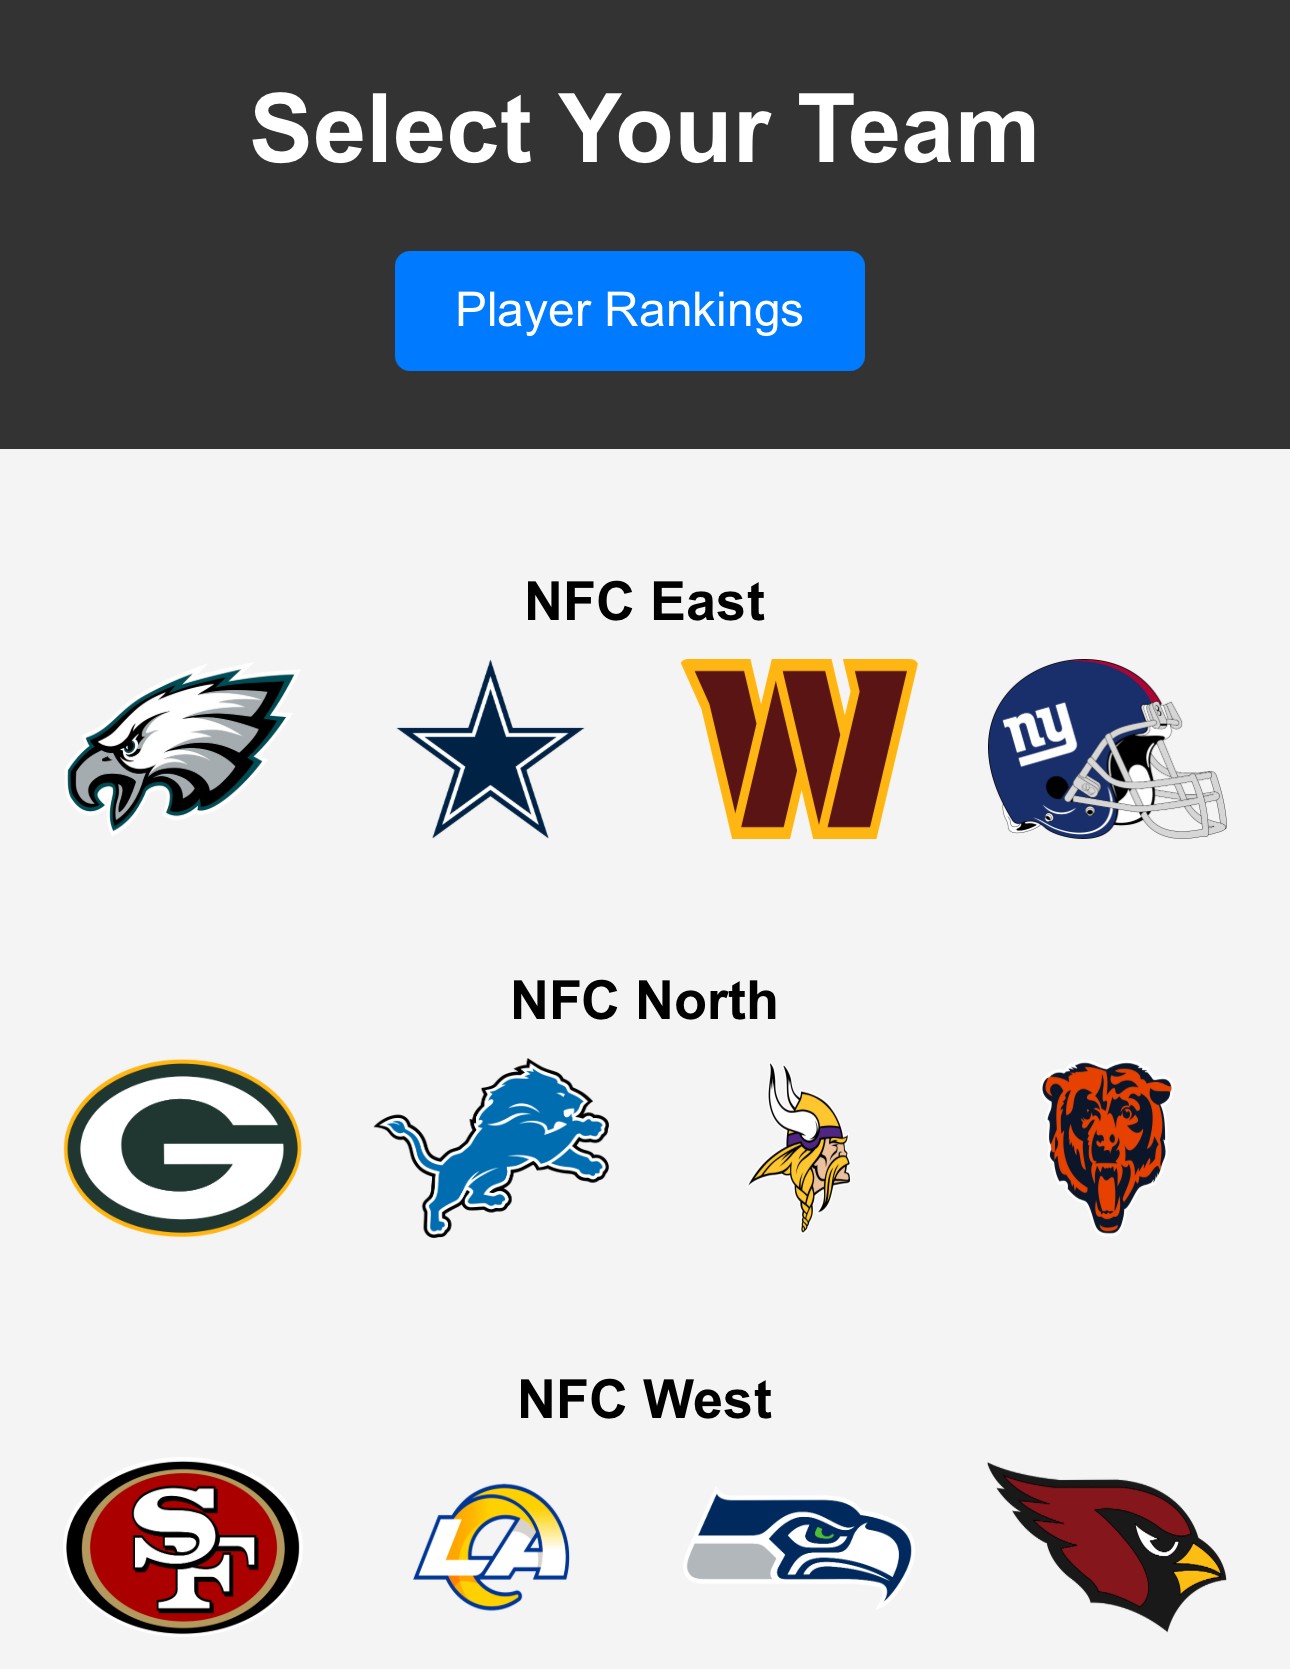 Select Your Team
Player Rankings
NFC East
W
ny
NFC North
G
NFC West
SF
LA